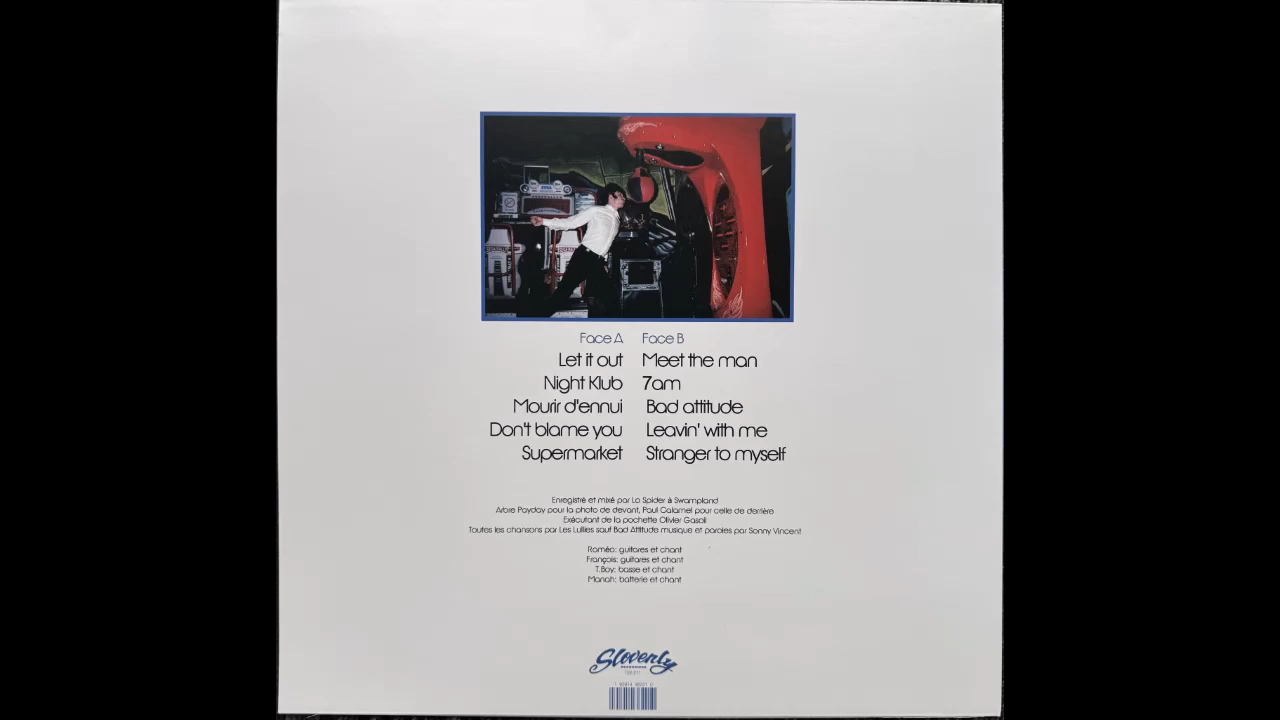 Face A
Let it out
Night Klub
Mourir d'ennui
Don't blame you
Supermarket
Face B
Meet the man
7am
Bad attitude
Leavin' with me
Stranger to myself
Enregistré et mixé par Lo Spider à Swampland
Arbre Payday pour la photo de devant, Paul Calamel pour celle de derrière
Exécutant de la pochette Olivier Gasoil
Toutes les chansons par Les Lullies sauf Bad Attitude musique et paroles par Sonny Vincent
Roméo: guitares et chant
François: guitares et chant
T.Boy: basse et chant
Manah: batterie et chant
Slovenly